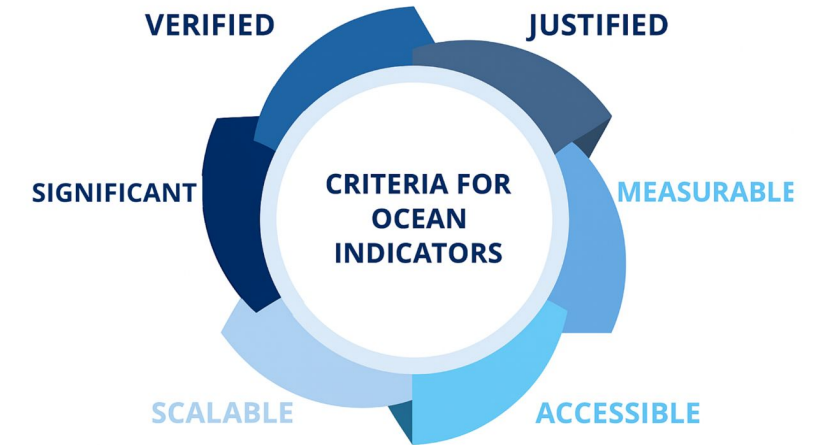 VERIFIED
JUSTIFIED
SIGNIFICANT
CRITERIA FOR
OCEAN
INDICATORS
MEASURABLE
SCALABLE
ACCESSIBLE